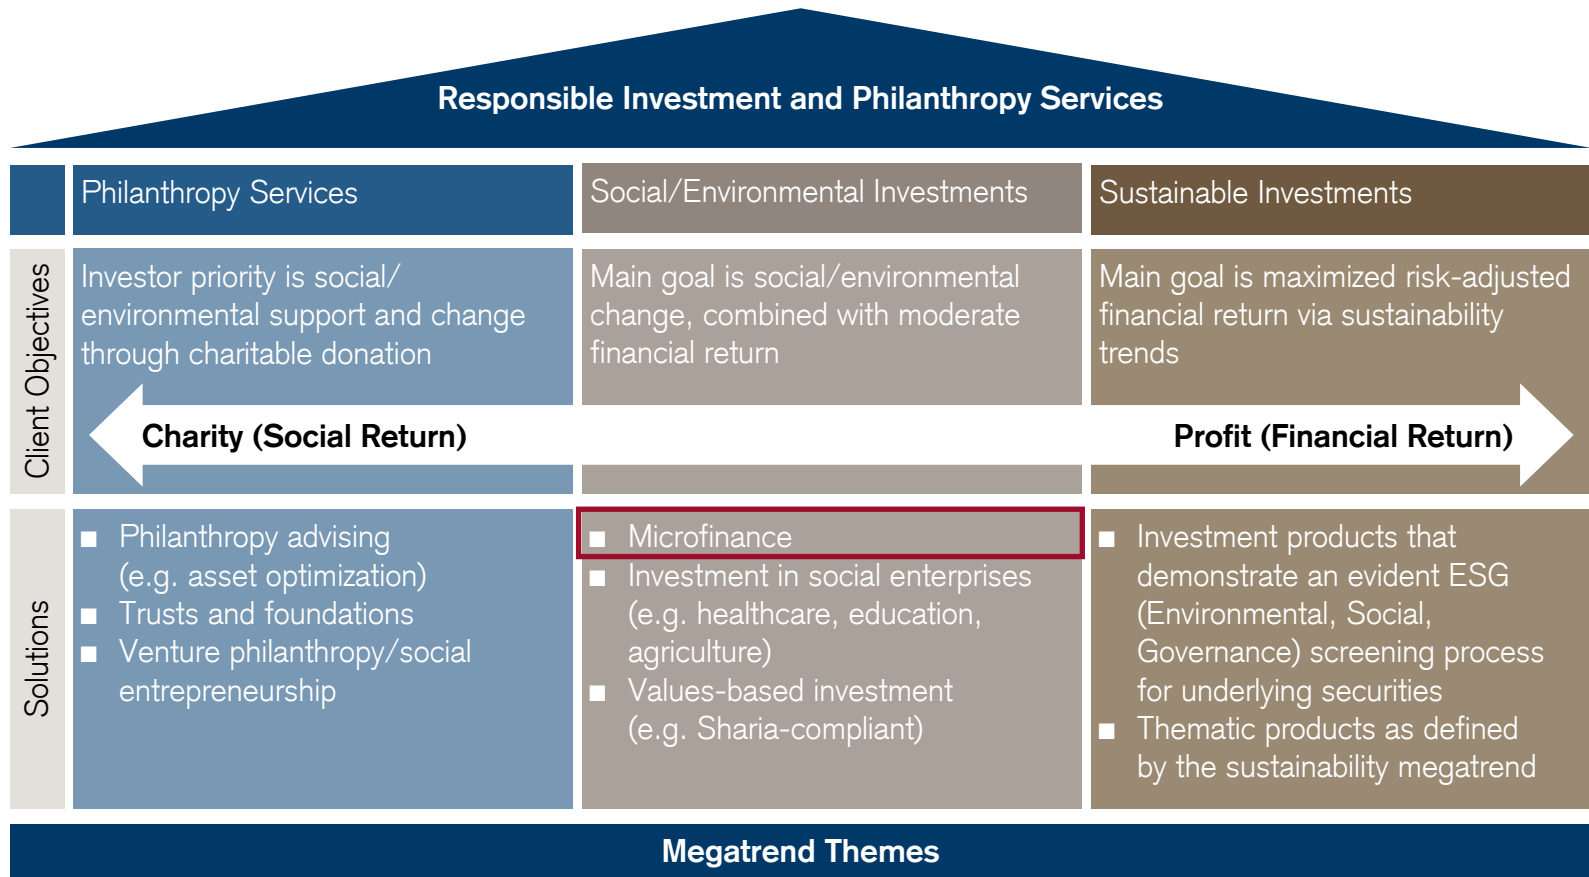 Responsible Investment and Philanthropy Services
Philanthropy Services
Social/Environmental Investments
Sustainable Investments
Client Objectives
Investor priority is social/
environmental support and change
through charitable donation
Main goal is social/environmental
change, combined with moderate
financial return
Main goal is maximized risk-adjusted
financial return via sustainability
trends
Charity (Social Return)
Profit (Financial Return)
Solutions
■ Philanthropy advising
(e.g. asset optimization)
■ Trusts and foundations
■ Venture philanthropy/social
entrepreneurship
■ Microfinance
■ Investment in social enterprises
(e.g. healthcare, education,
agriculture)
■ Values-based investment
(e.g. Sharia-compliant)
■ Investment products that
demonstrate an evident ESG
(Environmental, Social,
Governance) screening process
for underlying securities
■ Thematic products as defined
by the sustainability megatrend
Megatrend Themes